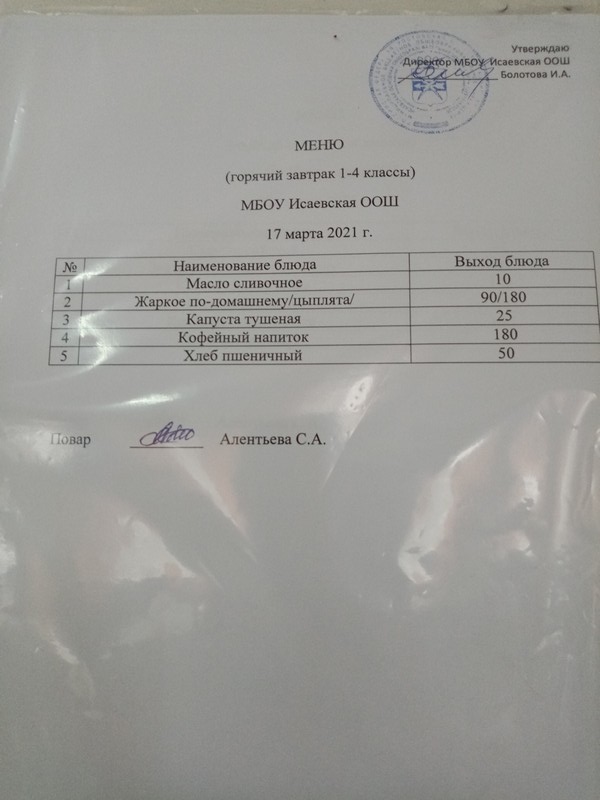 Утверждаю
Директор МБОУ Исаевская ООШ
Болотова И.А.
МЕНЮ
(горячий завтрак 1-4 классы)
МБОУ Исаевская ООШ
17 марта 2021 г.
№ Наименование блюда Выход блюда
1 Масло сливочное 10
2 Жаркое по-домашнему/цыплята/ 90/180
3 Капуста тушеная 25
4 Кофейный напиток 180
5 Хлеб пшеничный 50
Повар Алентьева С.А.